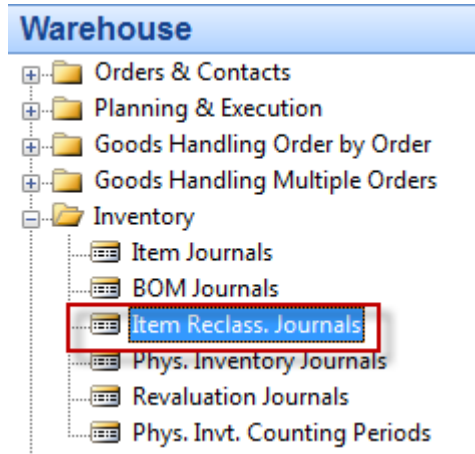 Warehouse
Orders & Contacts
Planning & Execution
Goods Handling Order by Order
Goods Handling Multiple Orders
Inventory
Item Journals
BOM Journals
Item Reclass. Journals
Phys. Inventory Journals
Revaluation Journals
Phys. Invt. Counting Periods